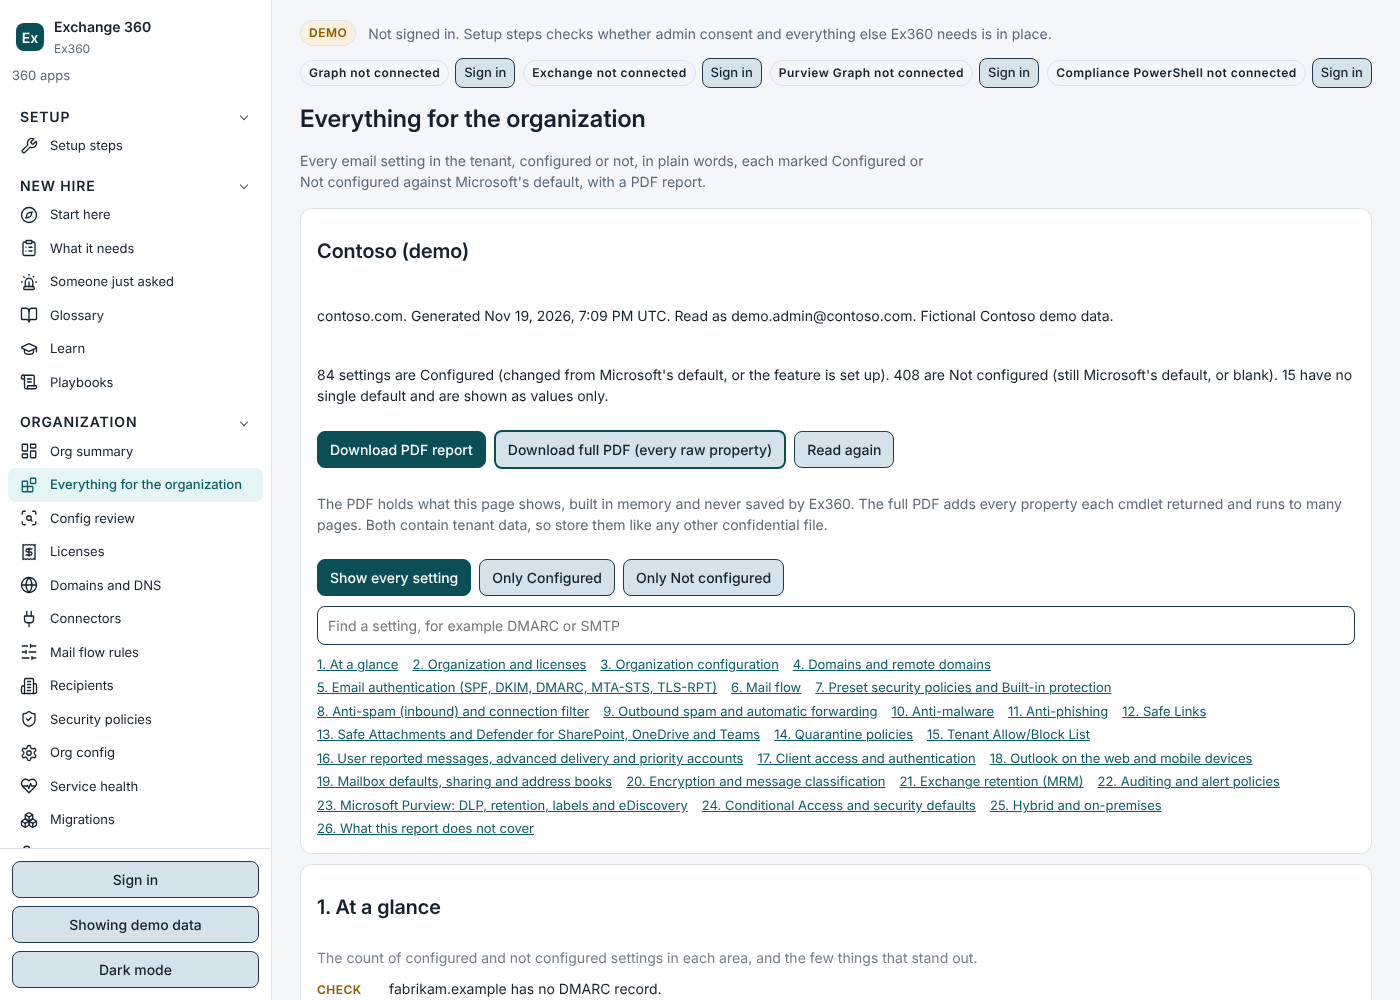 Ex
Exchange 360
Ex360
360 apps
SETUP
Setup steps
NEW HIRE
Start here
What it needs
Someone just asked
Glossary
Learn
Playbooks
ORGANIZATION
Org summary
Everything for the organization
Config review
Licenses
Domains and DNS
Connectors
Mail flow rules
Recipients
Security policies
Org config
Service health
Migrations
Sign in
Showing demo data
Dark mode
DEMO Not signed in. Setup steps checks whether admin consent and everything else Ex360 needs is in place.
Graph not connected Sign in Exchange not connected Sign in Purview Graph not connected Sign in Compliance PowerShell not connected Sign in
Everything for the organization
Every email setting in the tenant, configured or not, in plain words, each marked Configured or
Not configured against Microsoft's default, with a PDF report.
Contoso (demo)
contoso.com. Generated Nov 19, 2026, 7:09 PM UTC. Read as demo.admin@contoso.com. Fictional Contoso demo data.
84 settings are Configured (changed from Microsoft's default, or the feature is set up). 408 are Not configured (still Microsoft's default, or blank). 15 have no
single default and are shown as values only.
Download PDF report Download full PDF (every raw property) Read again
The PDF holds what this page shows, built in memory and never saved by Ex360. The full PDF adds every property each cmdlet returned and runs to many
pages. Both contain tenant data, so store them like any other confidential file.
Show every setting Only Configured Only Not configured
Find a setting, for example DMARC or SMTP
1. At a glance 2. Organization and licenses 3. Organization configuration 4. Domains and remote domains
5. Email authentication (SPF, DKIM, DMARC, MTA-STS, TLS-RPT) 6. Mail flow 7. Preset security policies and Built-in protection
8. Anti-spam (inbound) and connection filter 9. Outbound spam and automatic forwarding 10. Anti-malware 11. Anti-phishing 12. Safe Links
13. Safe Attachments and Defender for SharePoint, OneDrive and Teams 14. Quarantine policies 15. Tenant Allow/Block List
16. User reported messages, advanced delivery and priority accounts 17. Client access and authentication 18. Outlook on the web and mobile devices
19. Mailbox defaults, sharing and address books 20. Encryption and message classification 21. Exchange retention (MRM) 22. Auditing and alert policies
23. Microsoft Purview: DLP, retention, labels and eDiscovery 24. Conditional Access and security defaults 25. Hybrid and on-premises
26. What this report does not cover
1. At a glance
The count of configured and not configured settings in each area, and the few things that stand out.
CHECK fabrikam.example has no DMARC record.